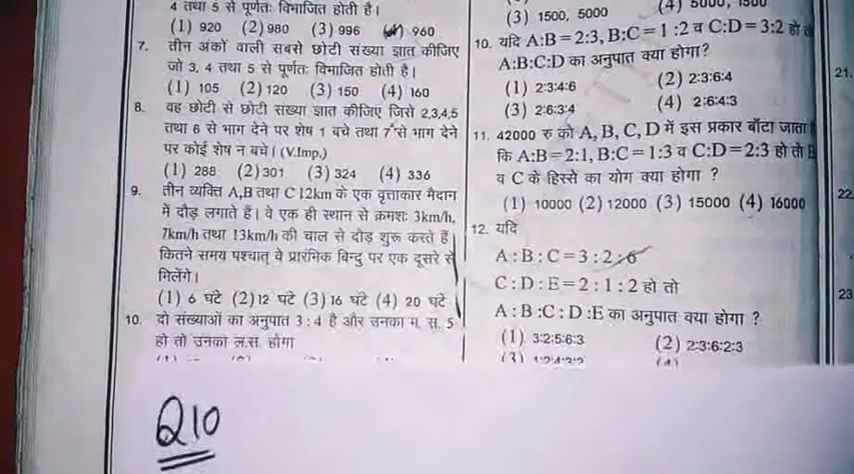 4 तथा 5 से पूर्णतः विभाजित होती है।
(1) 920 (2) 980 (3) 996 (4) 960
7. तीन अंकों वाली सबसे छोटी संख्या ज्ञात कीजिए
जो 3, 4 तथा 5 से पूर्णतः विभाजित होती है।
(1) 105 (2) 120 (3) 150 (4) 160
8. वह छोटी से छोटी संख्या ज्ञात कीजिए जिसे 2,3,4,5
तथा 6 से भाग देने पर शेष 1 बचे तथा 7 से भाग देने
पर कोई शेष न बचे। (V.Imp.)
(1) 288 (2) 301 (3) 324 (4) 336
9. तीन व्यक्ति A,B तथा C 12km के एक वृत्ताकार मैदान
में दौड़ लगाते हैं। वे एक ही स्थान से क्रमशः 3km/h,
7km/h तथा 13km/h की चाल से दौड़ शुरू करते हैं
कितने समय पश्चात् वे प्रारंभिक बिन्दु पर एक दूसरे से
मिलेंगे।
(1) 6 घंटे (2) 12 घंटे (3) 16 घंटे (4) 20 घंटे
10. दो संख्याओं का अनुपात 3 : 4 है और उनका म. स. 5
हो तो उनका ल.स. होगा
(3) 1500, 5000 (4) 5000, 1500
10. यदि A:B = 2:3, B:C = 1 :2 व C:D = 3:2 हो
A:B:C:D का अनुपात क्या होगा?
(1) 2:3:4:6 (2) 2:3:6:4
(3) 2:6:3:4 (4) 2:6:4:3
11. 42000 रु को A, B, C, D में इस प्रकार बाँटा जाता
कि A:B=2:1, B:C=1:3 व C:D=2:3 हो तो B
व C के हिस्से का योग क्या होगा ?
(1) 10000 (2) 12000 (3) 15000 (4) 16000
12. यदि
A : B : C = 3 : 2 : 6
C : D : E = 2 : 1 : 2 हो तो
A : B : C : D : E का अनुपात क्या होगा ?
(1) 3:2:5:6:3 (2) 2:3:6:2:3
21.
22
23
Q10